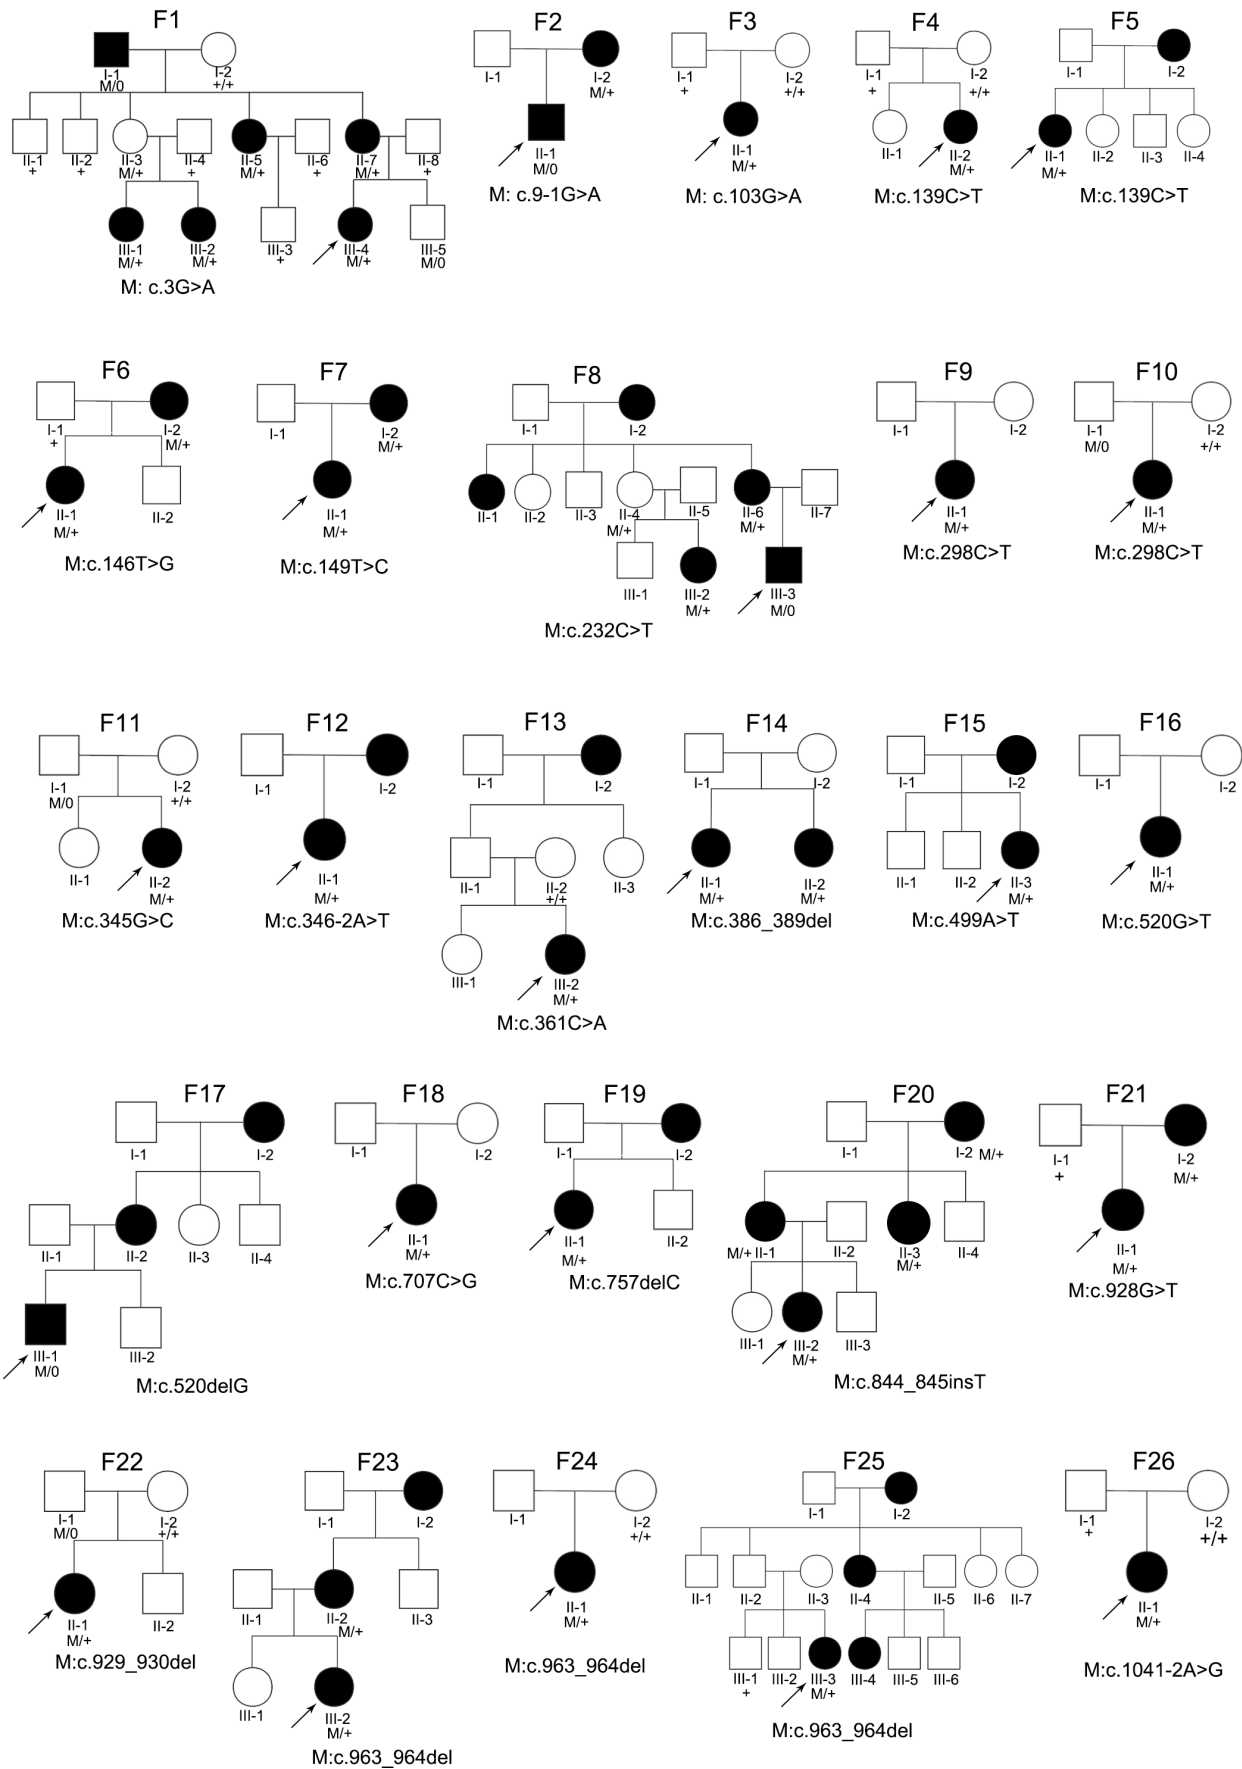 F1
I-1
M/0
I-2
+/+
II-1
+
II-2
+
II-3
M/+
II-4
+
II-5
M/+
II-6
+
II-7
M/+
II-8
+
III-1
M/+
III-2
M/+
III-3
+
III-4
M/+
III-5
M/0
M: c.3G>A
F2
I-1
I-2
M/+
II-1
M/0
M: c.9-1G>A
F3
I-1
+
I-2
+/+
II-1
M/+
M: c.103G>A
F4
I-1
+
I-2
+/+
II-1
II-2
M/+
M:c.139C>T
F5
I-1
I-2
II-1
M/+
II-2
II-3
II-4
M:c.139C>T
F6
I-1
+
I-2
M/+
II-1
M/+
II-2
M:c.146T>G
F7
I-1
I-2
M/+
II-1
M/+
M:c.149T>C
F8
I-1
I-2
II-1
II-2
II-3
II-4
M/+
II-5
II-6
M/+
II-7
III-1
III-2
M/+
III-3
M/0
M:c.232C>T
F9
I-1
I-2
II-1
M/+
M:c.298C>T
F10
I-1
M/0
I-2
+/+
II-1
M/+
M:c.298C>T
F11
I-1
M/0
I-2
+/+
II-1
II-2
M/+
M:c.345G>C
F12
I-1
I-2
II-1
M/+
M:c.346-2A>T
F13
I-1
I-2
II-1
II-2
+/+
II-3
III-1
III-2
M/+
M:c.361C>A
F14
I-1
I-2
II-1
M/+
II-2
M/+
M:c.386_389del
F15
I-1
I-2
II-1
II-2
II-3
M/+
M:c.499A>T
F16
I-1
I-2
II-1
M/+
M:c.520G>T
F17
I-1
I-2
II-1
II-2
II-3
II-4
III-1
M/0
III-2
M:c.520delG
F18
I-1
I-2
II-1
M/+
M:c.707C>G
F19
I-1
I-2
II-1
M/+
II-2
M:c.757delC
F20
I-1
I-2 M/+
M/+ II-1
II-2
II-3
M/+
II-4
III-1
III-2
M/+
III-3
M:c.844_845insT
F21
I-1
+
I-2
M/+
II-1
M/+
M:c.928G>T
F22
I-1
M/0
I-2
+/+
II-1
M/+
II-2
M:c.929_930del
F23
I-1
I-2
II-1
II-2
M/+
II-3
III-1
III-2
M/+
M:c.963_964del
F24
I-1
I-2
+/+
II-1
M/+
M:c.963_964del
F25
I-1
I-2
II-1
II-2
II-3
II-4
II-5
II-6
II-7
III-1
+
III-2
III-3
M/+
III-4
III-5
III-6
M:c.963_964del
F26
I-1
+
I-2
+/+
II-1
M/+
M:c.1041-2A>G